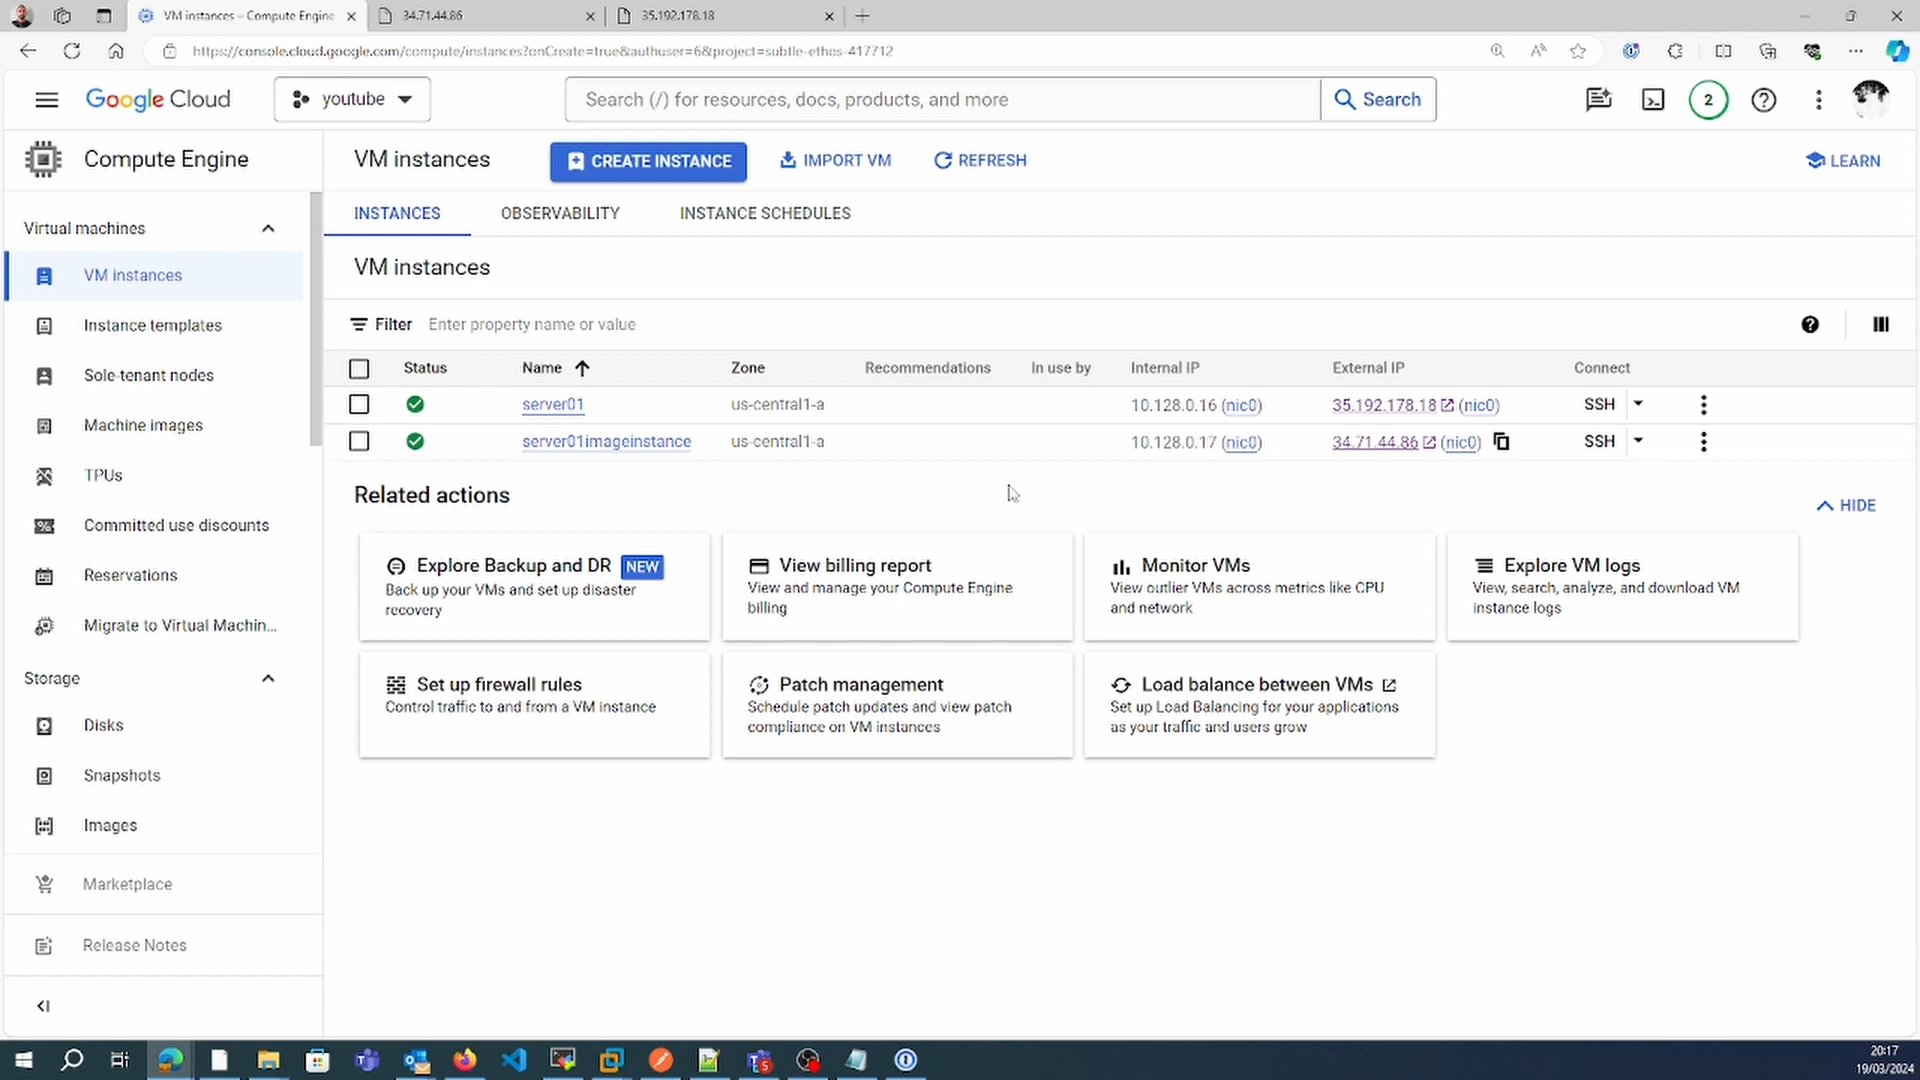 VM instances – Compute Engine
34.71.44.86
35.192.178.18
https://console.cloud.google.com/compute/instances?onCreate=true&authuser=6&project=subtle-ethos-417712
Google Cloud
youtube
Search (/) for resources, docs, products, and more
Search
2
Compute Engine
VM instances
CREATE INSTANCE
IMPORT VM
REFRESH
LEARN
Virtual machines
VM instances
Instance templates
Sole-tenant nodes
Machine images
TPUs
Committed use discounts
Reservations
Migrate to Virtual Machin...
Storage
Disks
Snapshots
Images
Marketplace
Release Notes
INSTANCES OBSERVABILITY INSTANCE SCHEDULES
VM instances
Filter Enter property name or value
Status Name Zone Recommendations In use by Internal IP External IP Connect
server01 us-central1-a 10.128.0.16 (nic0) 35.192.178.18 (nic0) SSH
server01imageinstance us-central1-a 10.128.0.17 (nic0) 34.71.44.86 (nic0) SSH
Related actions
HIDE
Explore Backup and DR NEW
Back up your VMs and set up disaster
recovery
View billing report
View and manage your Compute Engine
billing
Monitor VMs
View outlier VMs across metrics like CPU
and network
Explore VM logs
View, search, analyze, and download VM
instance logs
Set up firewall rules
Control traffic to and from a VM instance
Patch management
Schedule patch updates and view patch
compliance on VM instances
Load balance between VMs
Set up Load Balancing for your applications
as your traffic and users grow
20:17
19/03/2024